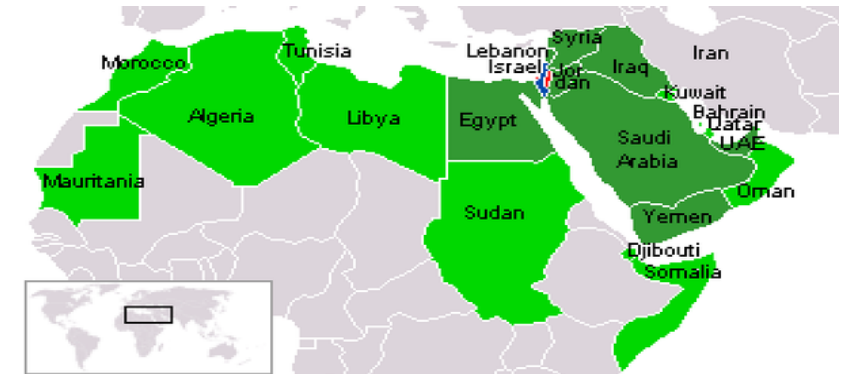 Morocco
Tunisia
Algeria
Libya
Egypt
Mauritania
Sudan
Lebanon
Israel
Syria
Jor
dan
Iraq
Iran
Kuwait
Bahrain
Qatar
UAE
Saudi
Arabia
Oman
Yemen
Djibouti
Somalia